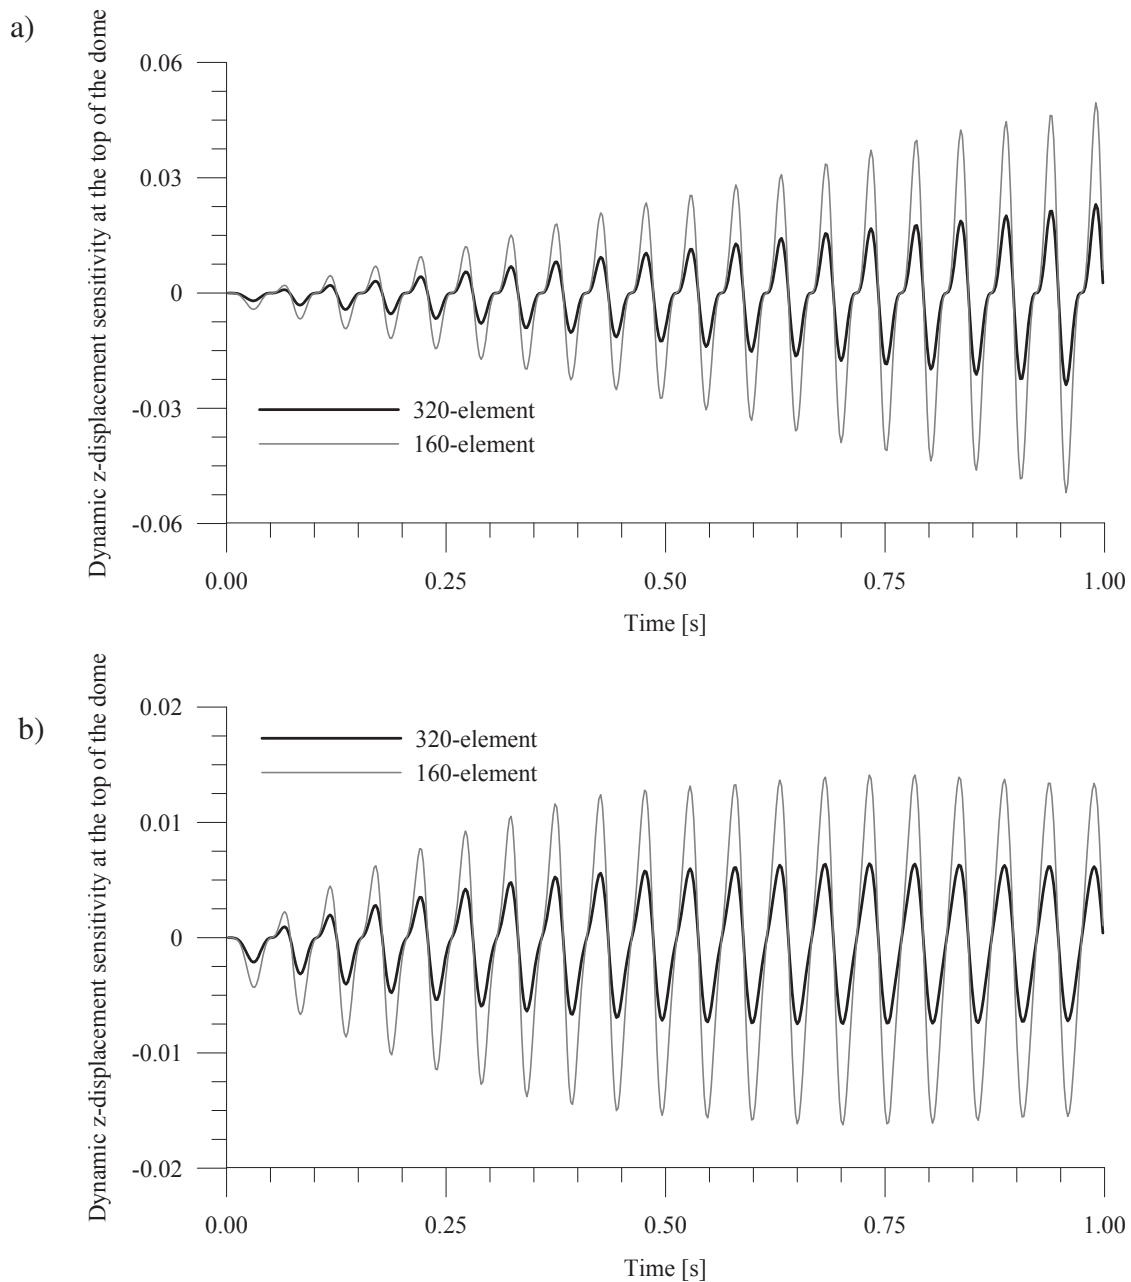 a)
Dynamic z-displacement sensitivity at the top of the dome
0.06
0.03
0
-0.03
-0.06
320-element
160-element
0.00 0.25 0.50 0.75 1.00
Time [s]
b)
Dynamic z-displacement sensitivity at the top of the dome
0.02
0.01
0
-0.01
-0.02
320-element
160-element
0.00 0.25 0.50 0.75 1.00
Time [s]